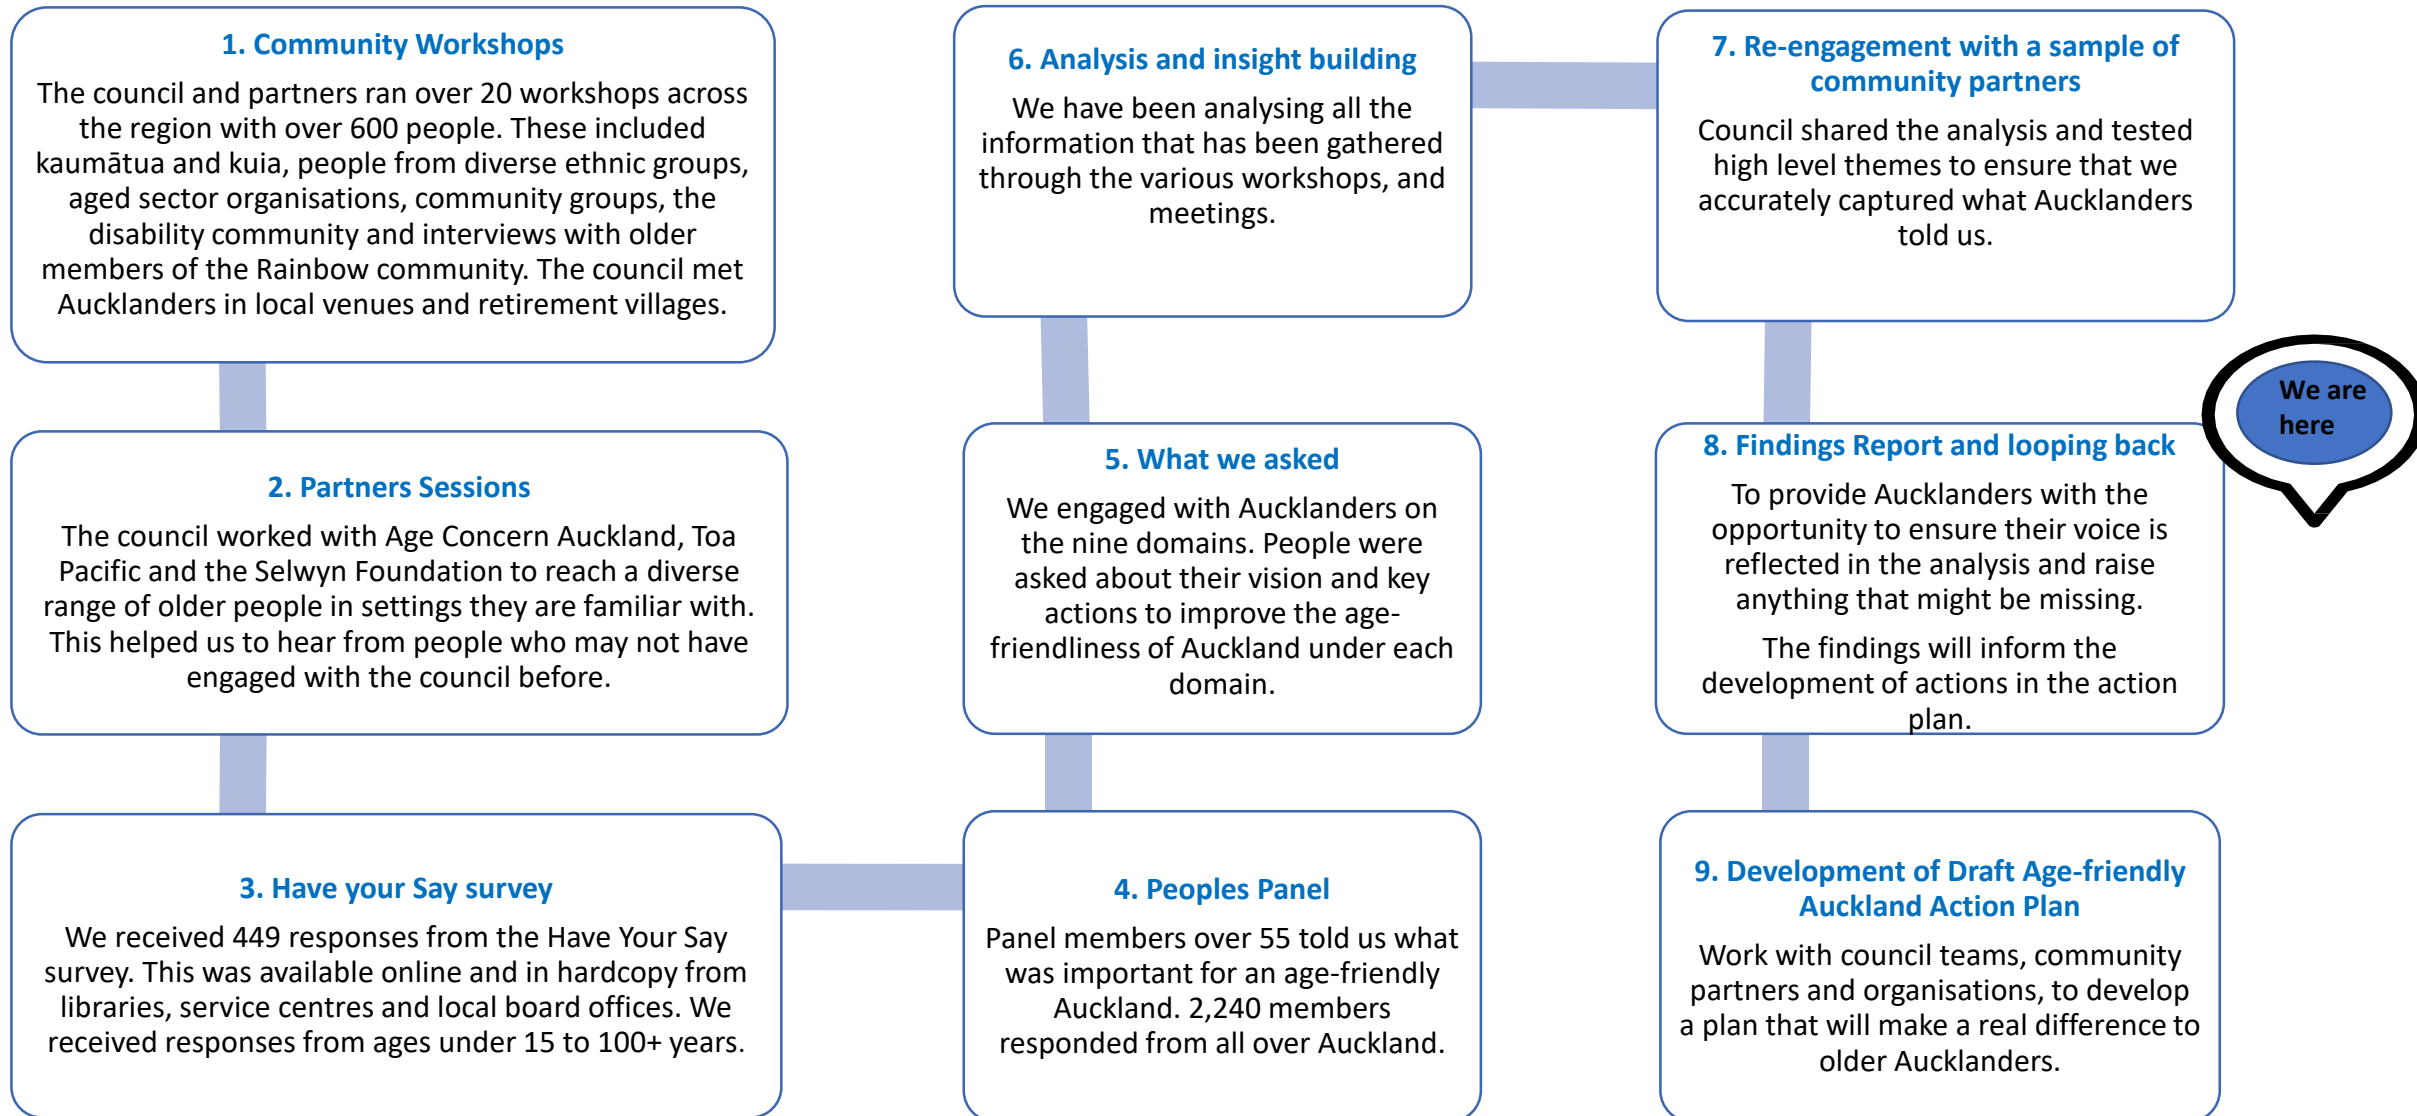 1. Community Workshops
The council and partners ran over 20 workshops across
the region with over 600 people. These included
kaumātua and kuia, people from diverse ethnic groups,
aged sector organisations, community groups, the
disability community and interviews with older
members of the Rainbow community. The council met
Aucklanders in local venues and retirement villages.
2. Partners Sessions
The council worked with Age Concern Auckland, Toa
Pacific and the Selwyn Foundation to reach a diverse
range of older people in settings they are familiar with.
This helped us to hear from people who may not have
engaged with the council before.
3. Have your Say survey
We received 449 responses from the Have Your Say
survey. This was available online and in hardcopy from
libraries, service centres and local board offices. We
received responses from ages under 15 to 100+ years.
4. Peoples Panel
Panel members over 55 told us what
was important for an age-friendly
Auckland. 2,240 members
responded from all over Auckland.
5. What we asked
We engaged with Aucklanders on
the nine domains. People were
asked about their vision and key
actions to improve the age-
friendliness of Auckland under each
domain.
6. Analysis and insight building
We have been analysing all the
information that has been gathered
through the various workshops, and
meetings.
7. Re-engagement with a sample of
community partners
Council shared the analysis and tested
high level themes to ensure that we
accurately captured what Aucklanders
told us.
We are
here
8. Findings Report and looping back
To provide Aucklanders with the
opportunity to ensure their voice is
reflected in the analysis and raise
anything that might be missing.
The findings will inform the
development of actions in the action
plan.
9. Development of Draft Age-friendly
Auckland Action Plan
Work with council teams, community
partners and organisations, to develop
a plan that will make a real difference to
older Aucklanders.